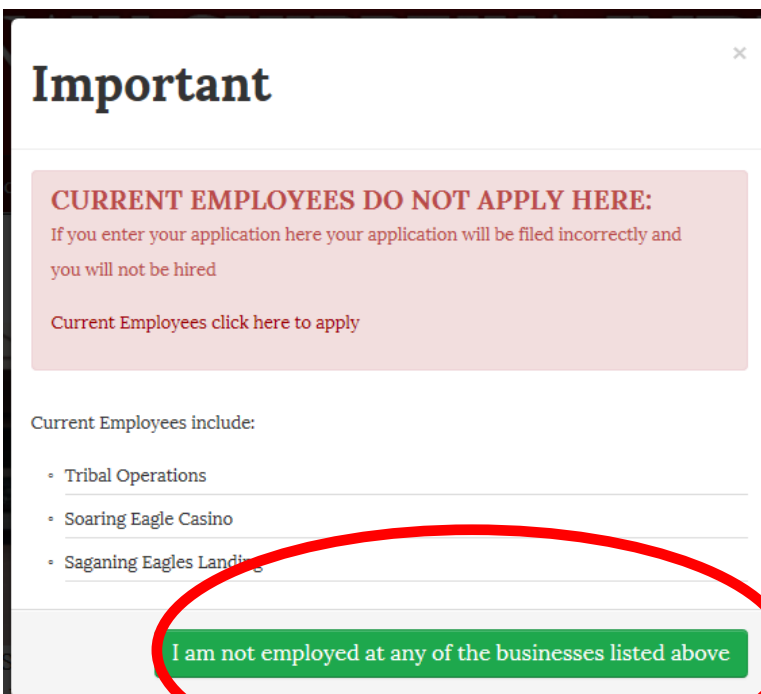 ×
Important
CURRENT EMPLOYEES DO NOT APPLY HERE:
If you enter your application here your application will be filed incorrectly and
you will not be hired
Current Employees click here to apply
Current Employees include:
Tribal Operations
Soaring Eagle Casino
Saganing Eagles Landing
I am not employed at any of the businesses listed above